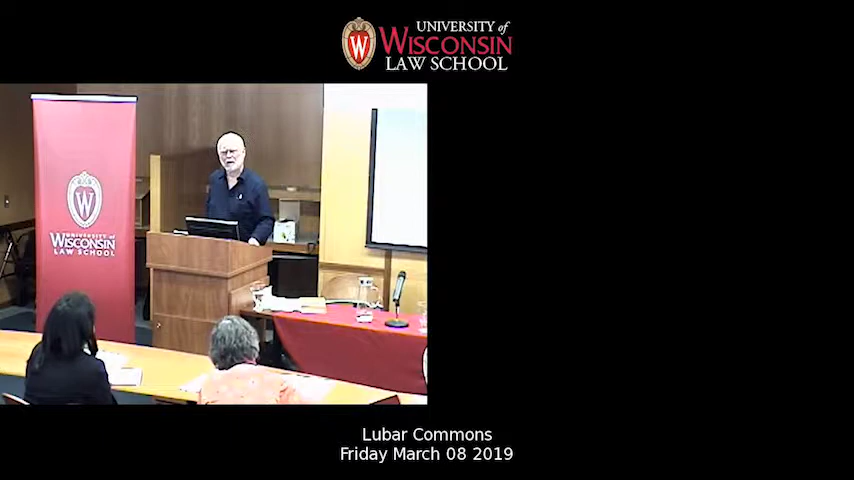 UNIVERSITY of
WISCONSIN
LAW SCHOOL
W
W
UNIVERSITY of
WISCONSIN
LAW SCHOOL
Lubar Commons
Friday March 08 2019